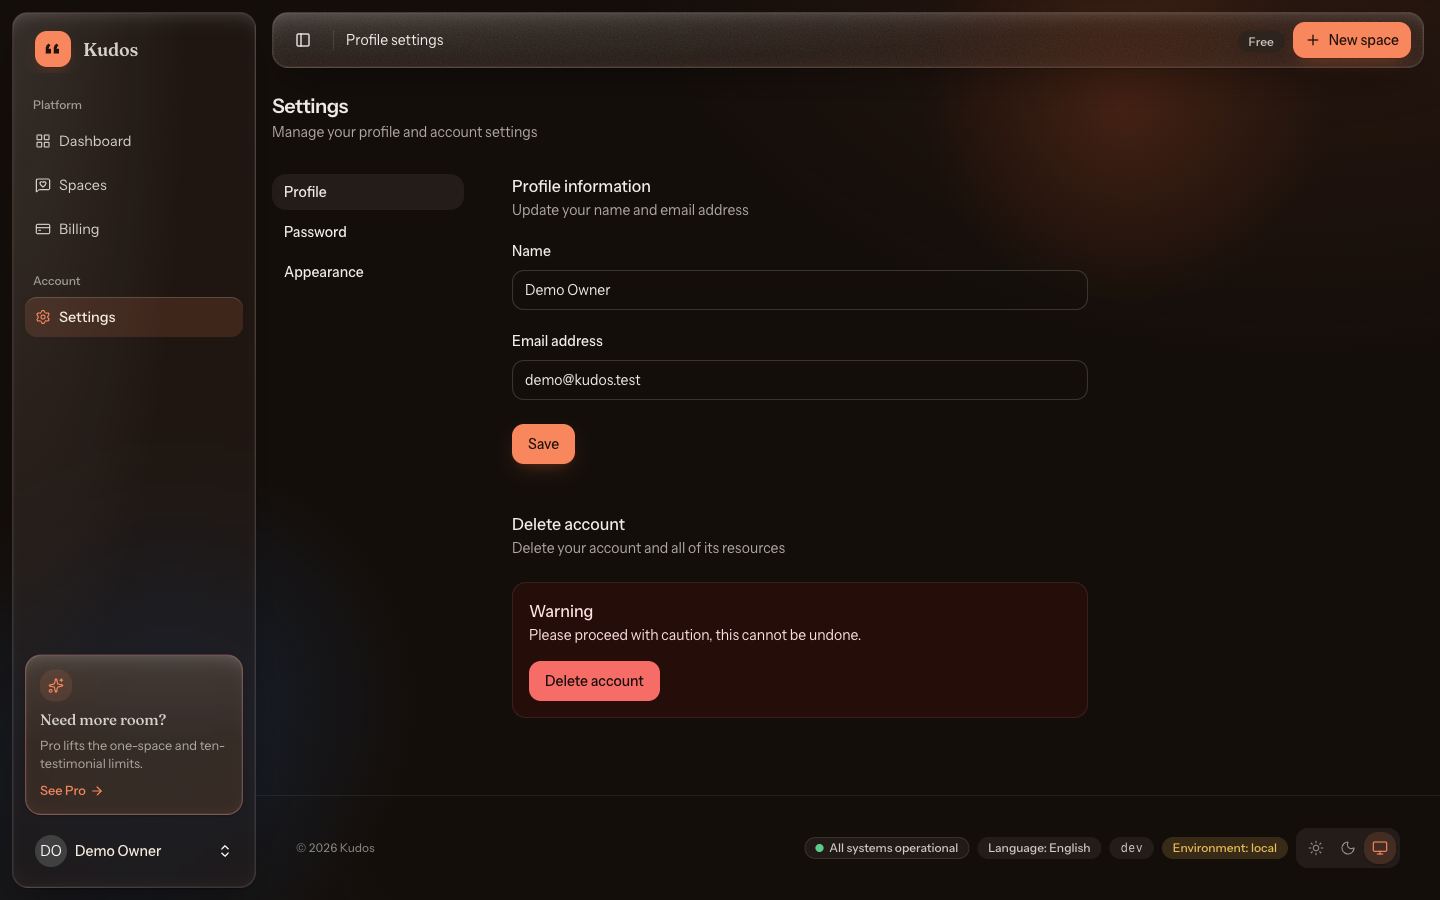 Kudos
Platform
Dashboard
Spaces
Billing
Account
Settings
Need more room?
Pro lifts the one-space and ten-
testimonial limits.
See Pro
DO Demo Owner
Profile settings
Free
New space
Settings
Manage your profile and account settings
Profile
Password
Appearance
Profile information
Update your name and email address
Name
Demo Owner
Email address
demo@kudos.test
Save
Delete account
Delete your account and all of its resources
Warning
Please proceed with caution, this cannot be undone.
Delete account
© 2026 Kudos
All systems operational
Language: English
dev
Environment: local